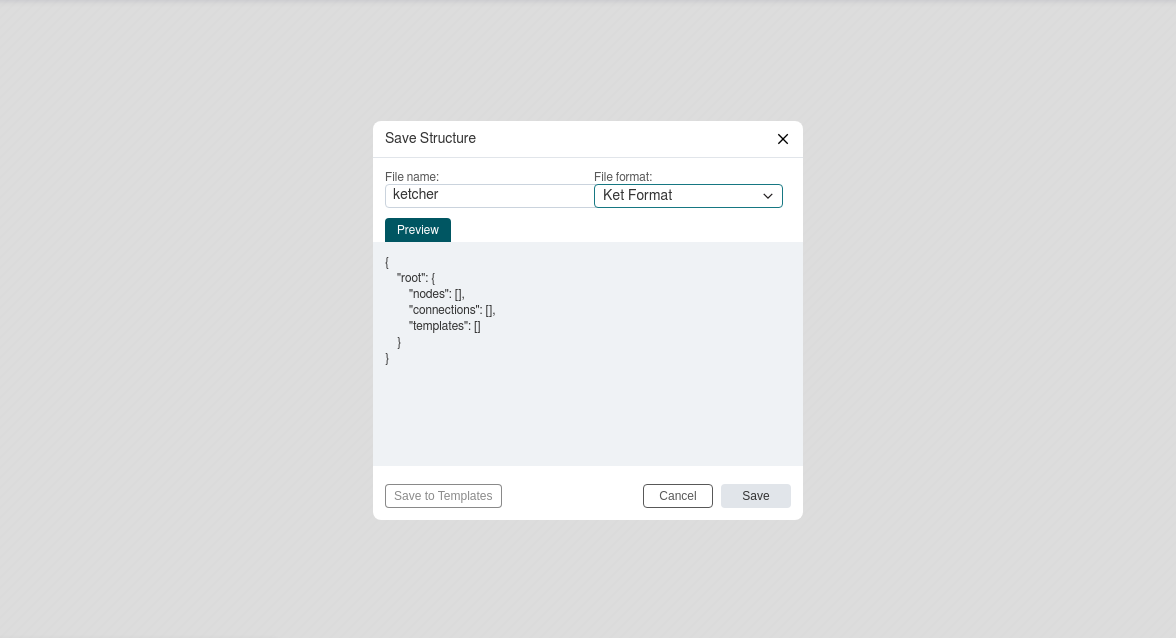 Save Structure
File name:
File format:
ketcher
Ket Format
Preview
{
    "root": {
        "nodes": [],
        "connections": [],
        "templates": []
    }
}
Save to Templates
Cancel
Save